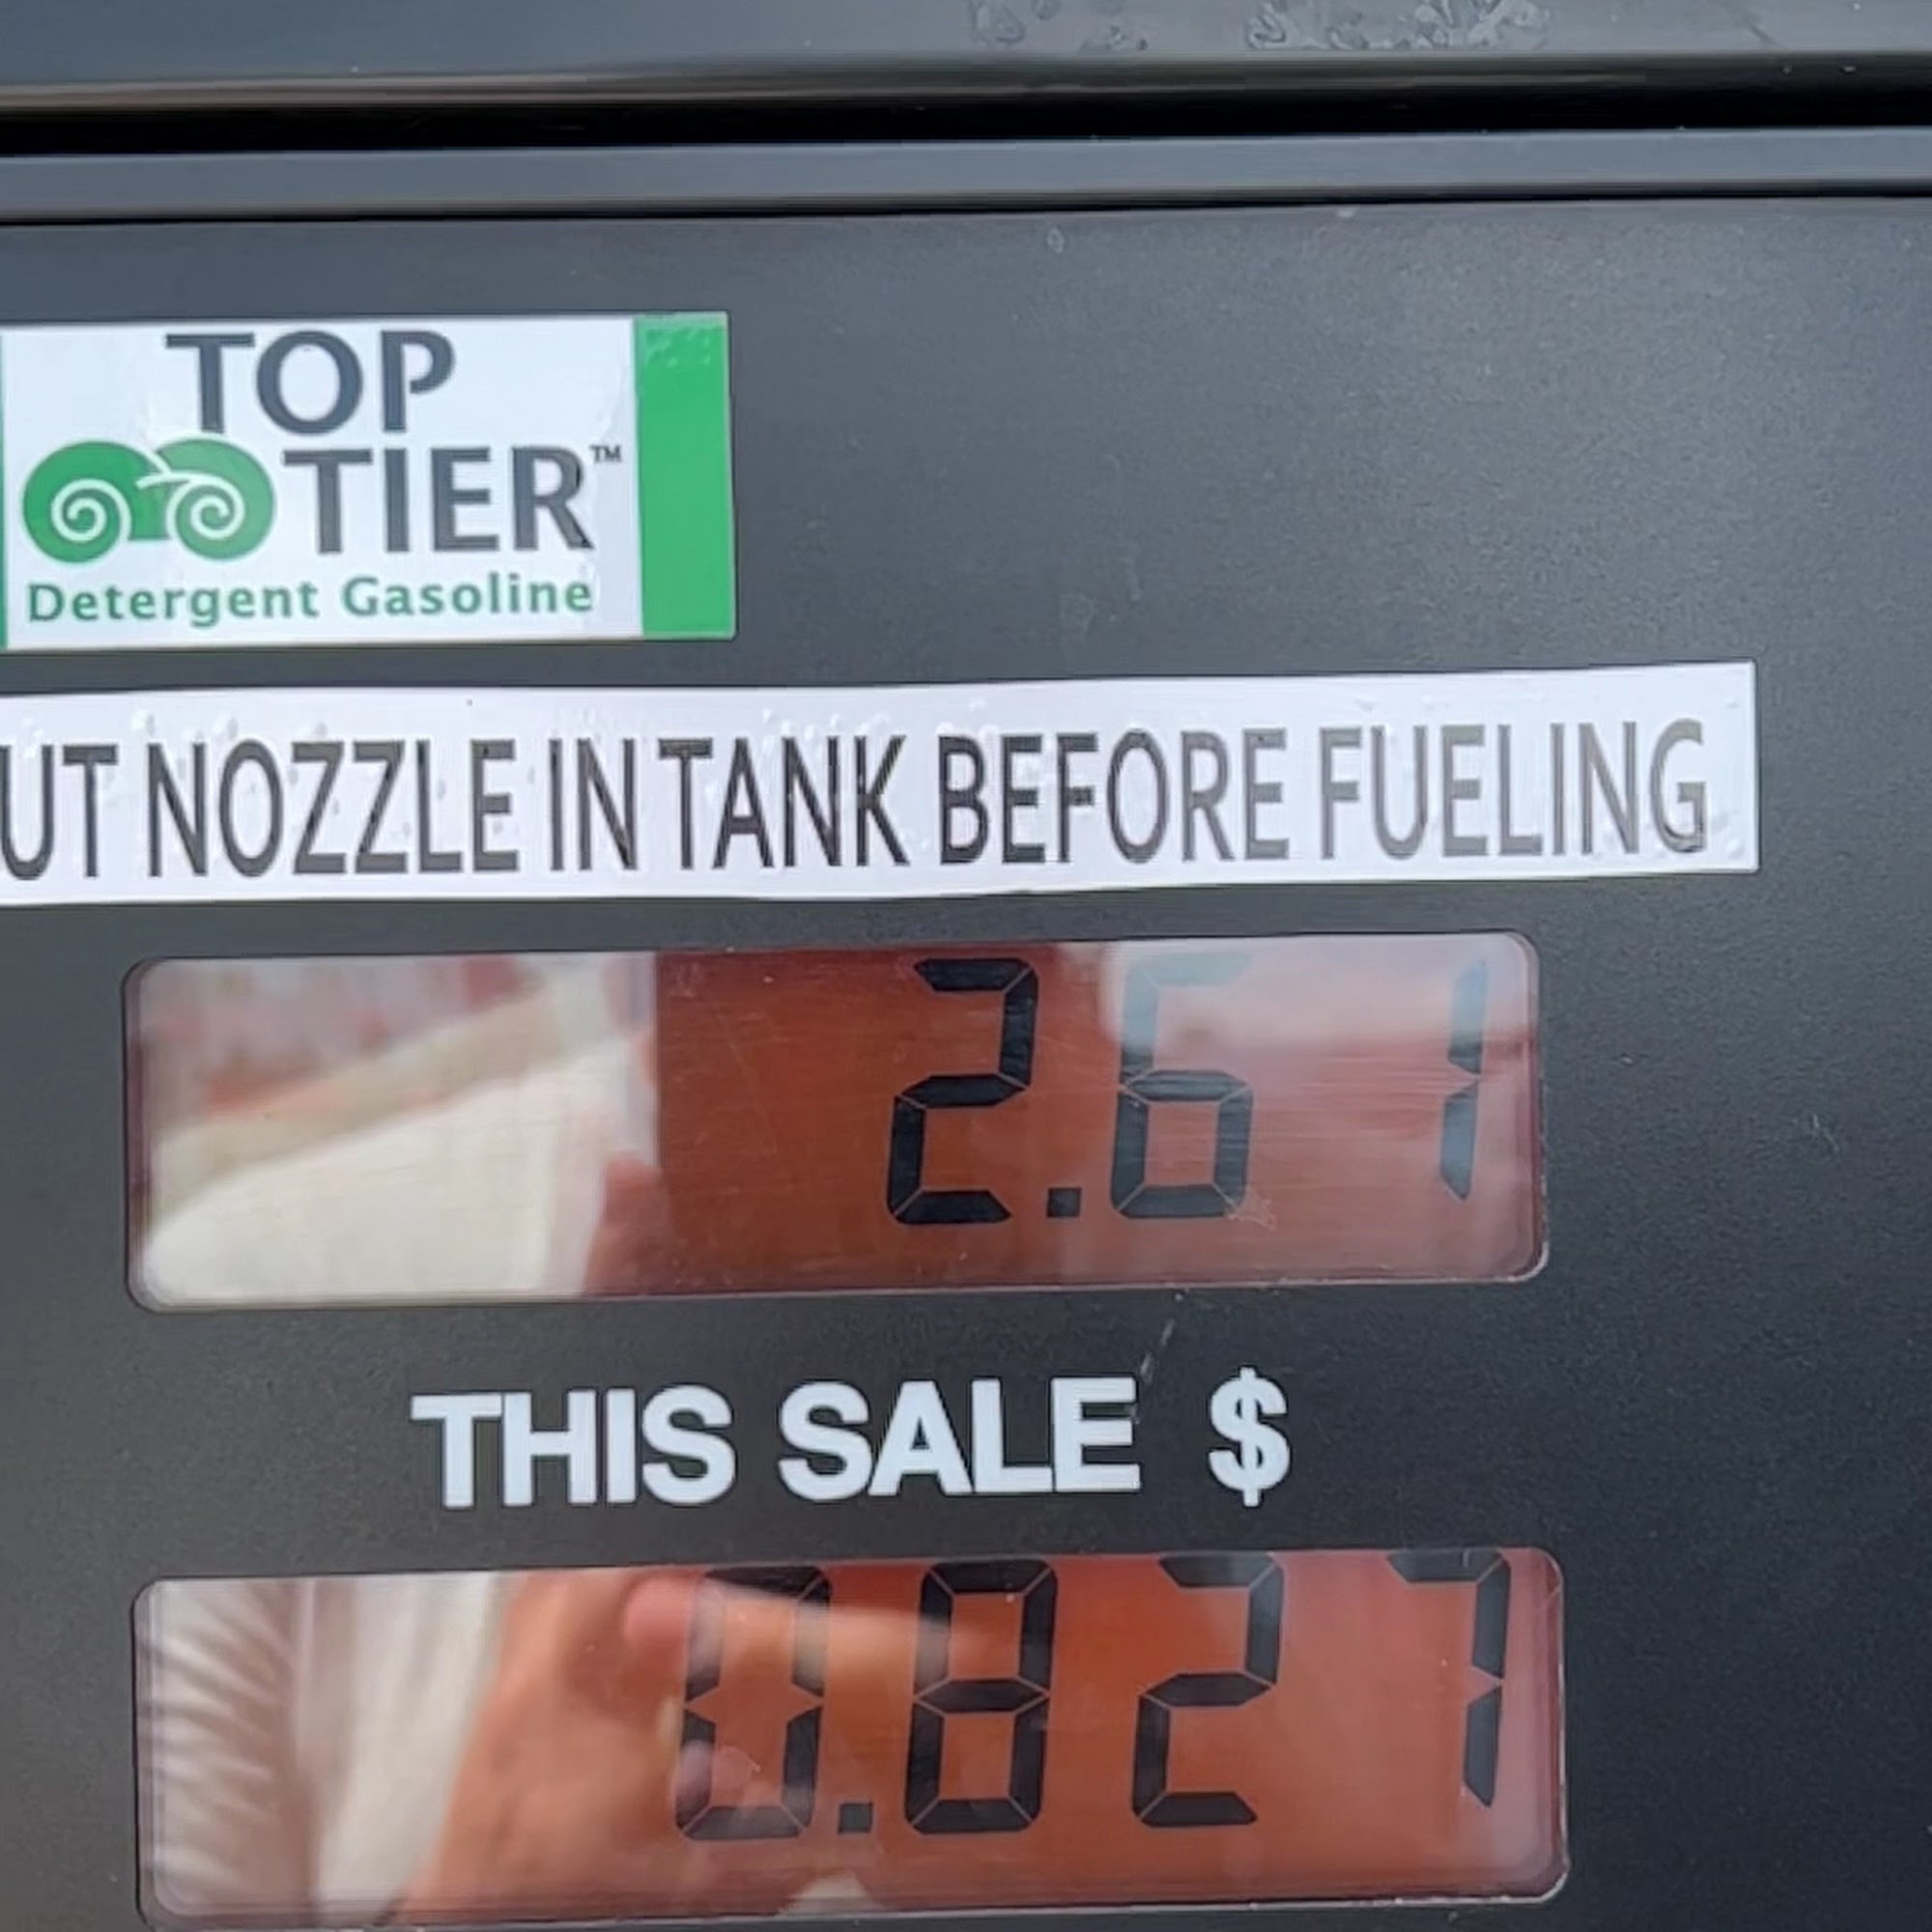 TOP
TIER™
Detergent Gasoline
UT NOZZLE IN TANK BEFORE FUELING
2.61
THIS SALE $
0.827